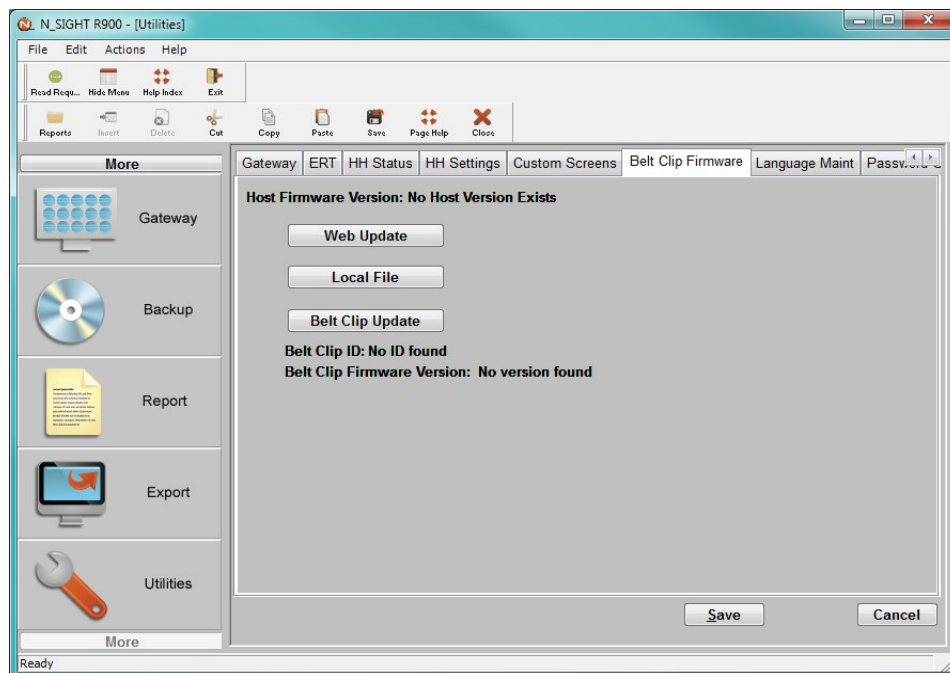 N_SIGHT R900 - [Utilities]
File Edit Actions Help
Read Requ... Hide Menu Help Index Exit
Reports Insert Delete Cut Copy Paste Save Page Help Close
More
Gateway
Backup
Report
Export
Utilities
More
Gateway ERT HH Status HH Settings Custom Screens Belt Clip Firmware Language Maint
Host Firmware Version: No Host Version Exists
Web Update
Local File
Belt Clip Update
Belt Clip ID: No ID found
Belt Clip Firmware Version: No version found
Save Cancel
Ready